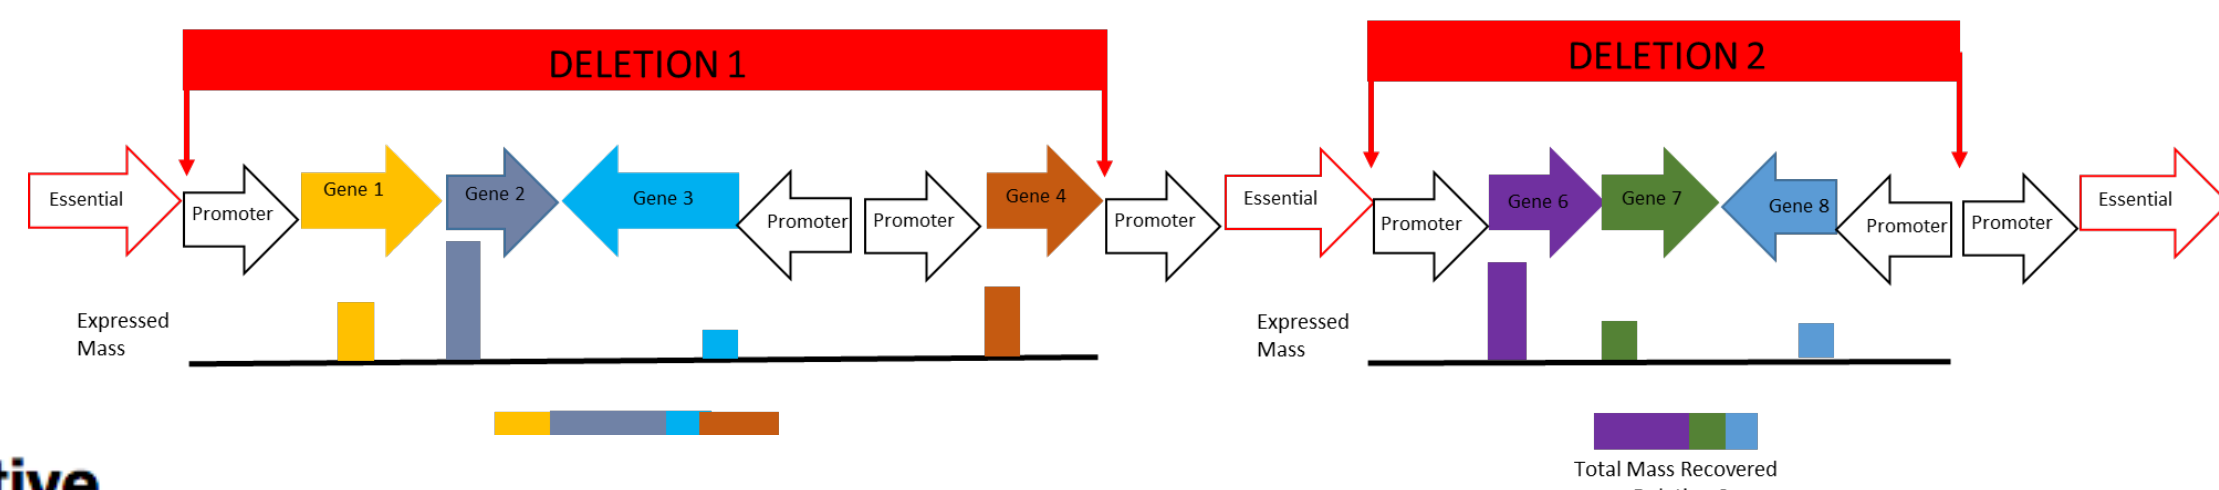 DELETION 1
DELETION 2
Essential
Promoter
Gene 1
Gene 2
Gene 3
Promoter
Promoter
Gene 4
Promoter
Essential
Promoter
Gene 6
Gene 7
Gene 8
Promoter
Promoter
Essential
Expressed
Mass
Expressed
Mass
Total Mass Recovered
tive